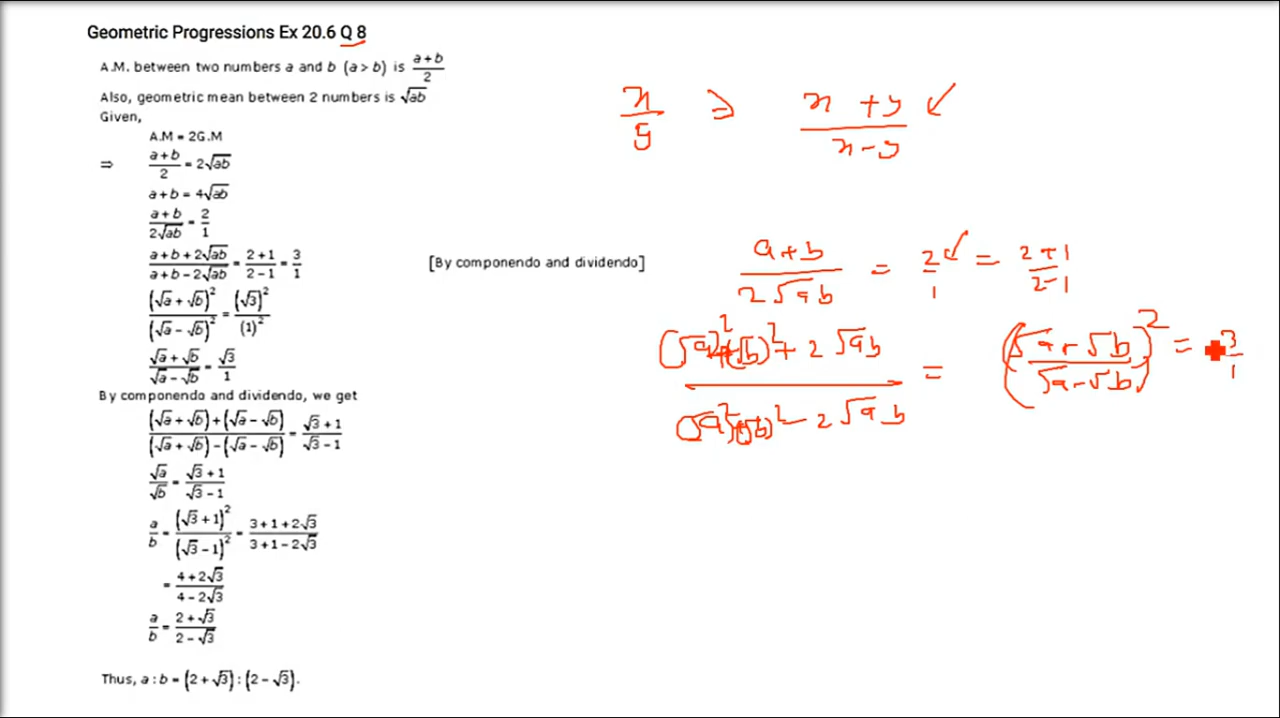 Geometric Progressions Ex 20.6 Q 8
A.M. between two numbers a and b (a > b) is (a+b)/2
Also, geometric mean between 2 numbers is √ab
Given,
A.M = 2G.M
⇒ (a+b)/2 = 2√ab
a+b = 4√ab
(a+b)/(2√ab) = 2/1
(a+b+2√ab)/(a+b-2√ab) = (2+1)/(2-1) = 3/1 [By componendo and dividendo]
(√a+√b)²/(√a-√b)² = (√3)²/(1)²
(√a+√b)/(√a-√b) = √3/1
By componendo and dividendo, we get
((√a+√b)+(√a-√b))/((√a+√b)-(√a-√b)) = (√3+1)/(√3-1)
√a/√b = (√3+1)/(√3-1)
a/b = (√3+1)²/(√3-1)² = (3+1+2√3)/(3+1-2√3)
= (4+2√3)/(4-2√3)
a/b = (2+√3)/(2-√3)
Thus, a : b = (2+√3) : (2-√3).
x/y ⇒ (x+y)/(x-y) ✓
(a+b)/(2√ab) = 2/1 ✓ = (2+1)/(2-1)
((√a)²+(√b)²+2√ab)/((√a)²+(√b)²-2√ab) = ((√a+√b)/(√a-√b))² = 3/1